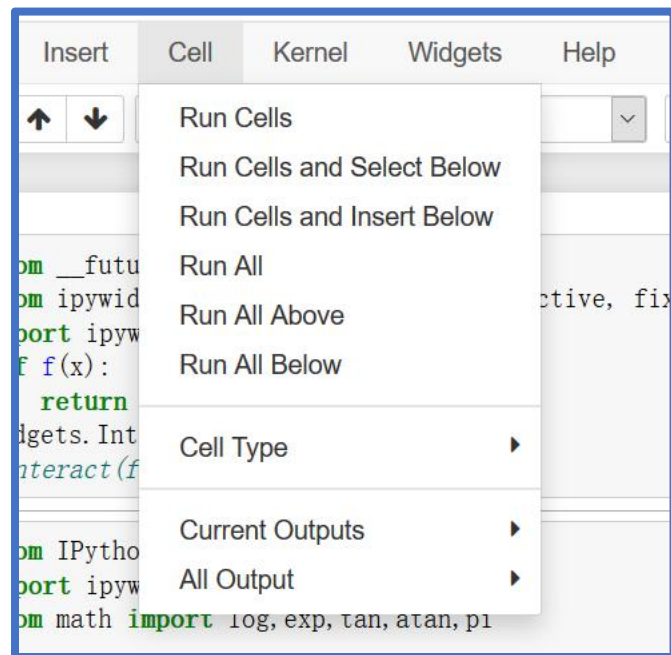 Insert Cell Kernel Widgets Help
Run Cells
Run Cells and Select Below
Run Cells and Insert Below
om __futu Run All
om ipywid ctive, fix
port ipyw Run All Above
f f(x):
Run All Below
return
dgets.Int
Cell Type
nteract(f
Current Outputs
om IPytho
port ipyw All Output
om math import log,exp,tan,atan,pi